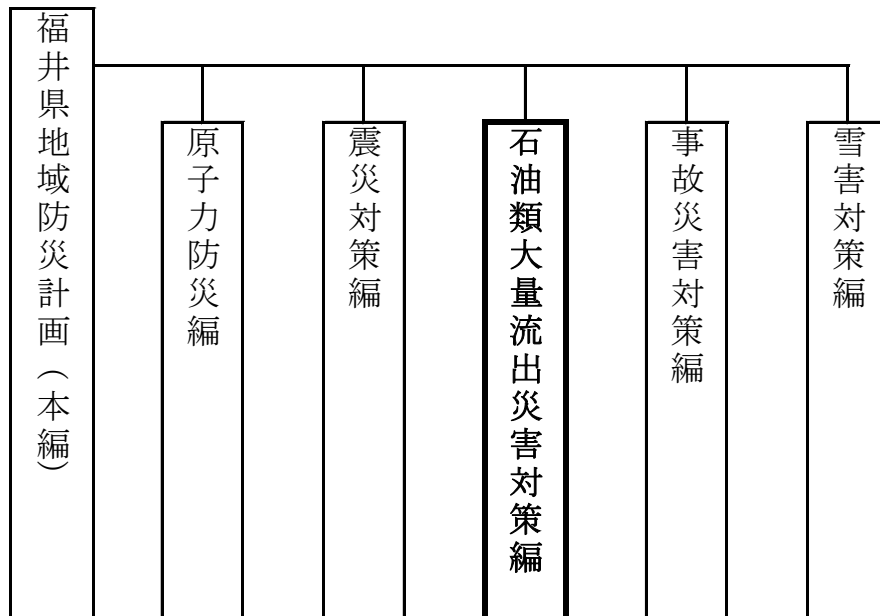 福井県地域防災計画（本編）
原子力防災編
震災対策編
石油類大量流出災害対策編
事故災害対策編
雪害対策編